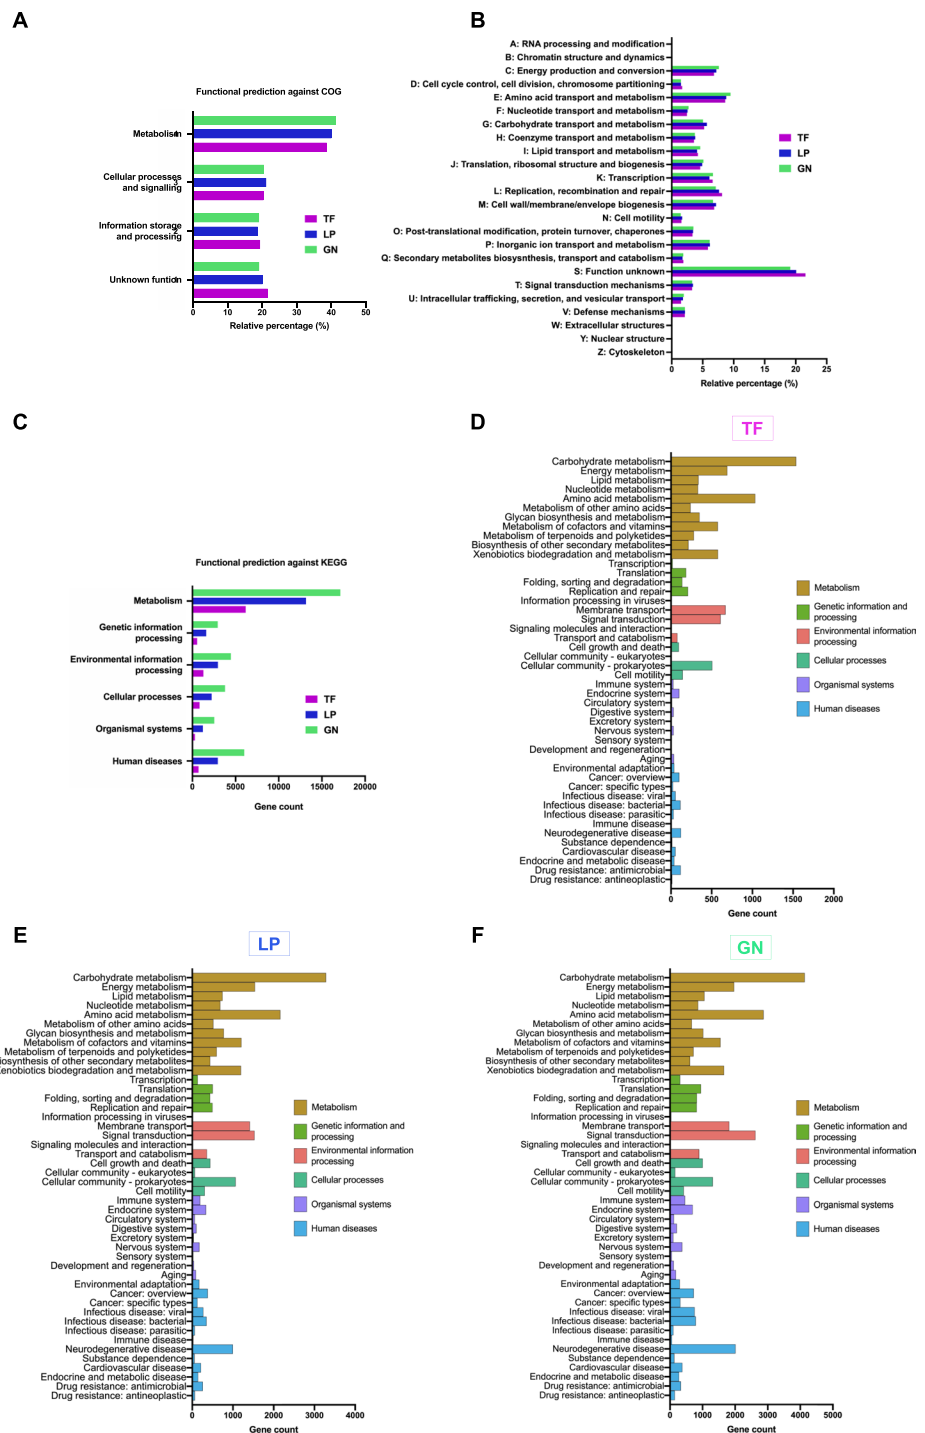 A
Functional prediction against COG
Metabolism
Cellular processes
and signalling
Information storage
and processing
Unknown funtion
TF
LP
GN
0 10 20 30 40 50
Relative percentage (%)
B
A: RNA processing and modification
B: Chromatin structure and dynamics
C: Energy production and conversion
D: Cell cycle control, cell division, chromosome partitioning
E: Amino acid transport and metabolism
F: Nucleotide transport and metabolism
G: Carbohydrate transport and metabolism
H: Coenzyme transport and metabolism
I: Lipid transport and metabolism
J: Translation, ribosomal structure and biogenesis
K: Transcription
L: Replication, recombination and repair
M: Cell wall/membrane/envelope biogenesis
N: Cell motility
O: Post-translational modification, protein turnover, chaperones
P: Inorganic ion transport and metabolism
Q: Secondary metabolites biosynsthesis, transport and catabolism
S: Function unknown
T: Signal transduction mechanisms
U: Intracellular trafficking, secretion, and vesicular transport
V: Defense mechanisms
W: Extracellular structures
Y: Nuclear structure
Z: Cytoskeleton
TF
LP
GN
0 5 10 15 20 25
Relative percentage (%)
C
Functional prediction against KEGG
Metabolism
Genetic information
processing
Environmental information
processing
Cellular processes
Organismal systems
Human diseases
TF
LP
GN
0 5000 10000 15000 20000
Gene count
D
TF
Carbohydrate metabolism
Energy metabolism
Lipid metabolism
Nucleotide metabolism
Amino acid metabolism
Metabolism of other amino acids
Glycan biosynthesis and metabolism
Metabolism of cofactors and vitamins
Metabolism of terpenoids and polyketides
Biosynthesis of other secondary metabolites
Xenobiotics biodegradation and metabolism
Transcription
Translation
Folding, sorting and degradation
Replication and repair
Information processing in viruses
Membrane transport
Signal transduction
Signaling molecules and interaction
Transport and catabolism
Cell growth and death
Cellular community - eukaryotes
Cellular community - prokaryotes
Cell motility
Immune system
Endocrine system
Circulatory system
Digestive system
Excretory system
Nervous system
Sensory system
Development and regeneration
Aging
Environmental adaptation
Cancer: overview
Cancer: specific types
Infectious disease: viral
Infectious disease: bacterial
Infectious disease: parasitic
Immune disease
Neurodegenerative disease
Substance dependence
Cardiovascular disease
Endocrine and metabolic disease
Drug resistance: antimicrobial
Drug resistance: antineoplastic
Metabolism
Genetic information and
processing
Environmental information
processing
Cellular processes
Organismal systems
Human diseases
0 500 1000 1500 2000
Gene count
E
LP
Carbohydrate metabolism
Energy metabolism
Lipid metabolism
Nucleotide metabolism
Amino acid metabolism
Metabolism of other amino acids
Glycan biosynthesis and metabolism
Metabolism of cofactors and vitamins
Metabolism of terpenoids and polyketides
iosynthesis of other secondary metabolites
enobiotics biodegradation and metabolism
Transcription
Translation
Folding, sorting and degradation
Replication and repair
Information processing in viruses
Membrane transport
Signal transduction
Signaling molecules and interaction
Transport and catabolism
Cell growth and death
Cellular community - eukaryotes
Cellular community - prokaryotes
Cell motility
Immune system
Endocrine system
Circulatory system
Digestive system
Excretory system
Nervous system
Sensory system
Development and regeneration
Aging
Environmental adaptation
Cancer: overview
Cancer: specific types
Infectious disease: viral
Infectious disease: bacterial
Infectious disease: parasitic
Immune disease
Neurodegenerative disease
Substance dependence
Cardiovascular disease
Endocrine and metabolic disease
Drug resistance: antimicrobial
Drug resistance: antineoplastic
Metabolism
Genetic information and
processing
Environmental information
processing
Cellular processes
Organismal systems
Human diseases
0 1000 2000 3000 4000
Gene count
F
GN
Carbohydrate metabolism
Energy metabolism
Lipid metabolism
Nucleotide metabolism
Amino acid metabolism
Metabolism of other amino acids
Glycan biosynthesis and metabolism
Metabolism of cofactors and vitamins
Metabolism of terpenoids and polyketides
Biosynthesis of other secondary metabolites
Xenobiotics biodegradation and metabolism
Transcription
Translation
Folding, sorting and degradation
Replication and repair
Information processing in viruses
Membrane transport
Signal transduction
Signaling molecules and interaction
Transport and catabolism
Cell growth and death
Cellular community - eukaryotes
Cellular community - prokaryotes
Cell motility
Immune system
Endocrine system
Circulatory system
Digestive system
Excretory system
Nervous system
Sensory system
Development and regeneration
Aging
Environmental adaptation
Cancer: overview
Cancer: specific types
Infectious disease: viral
Infectious disease: bacterial
Infectious disease: parasitic
Immune disease
Neurodegenerative disease
Substance dependence
Cardiovascular disease
Endocrine and metabolic disease
Drug resistance: antimicrobial
Drug resistance: antineoplastic
Metabolism
Genetic information and
processing
Environmental information
processing
Cellular processes
Organismal systems
Human diseases
0 1000 2000 3000 4000 5000
Gene count